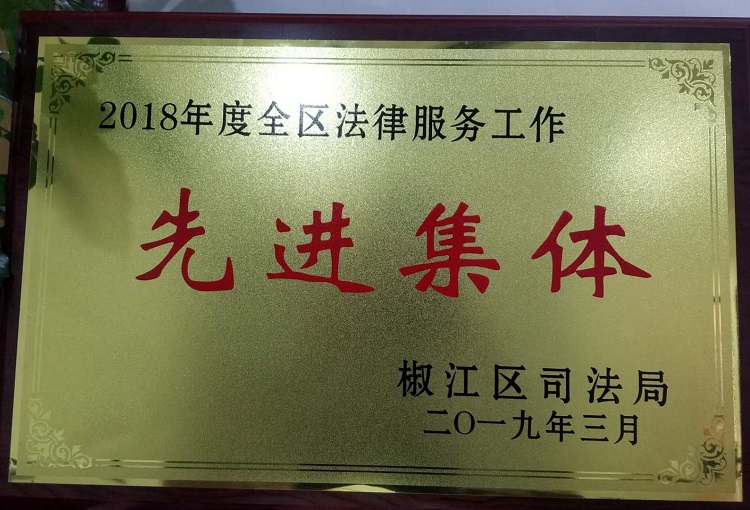 2018年度全区法律服务工作
先进集体
椒江区司法局
二〇一九年三月